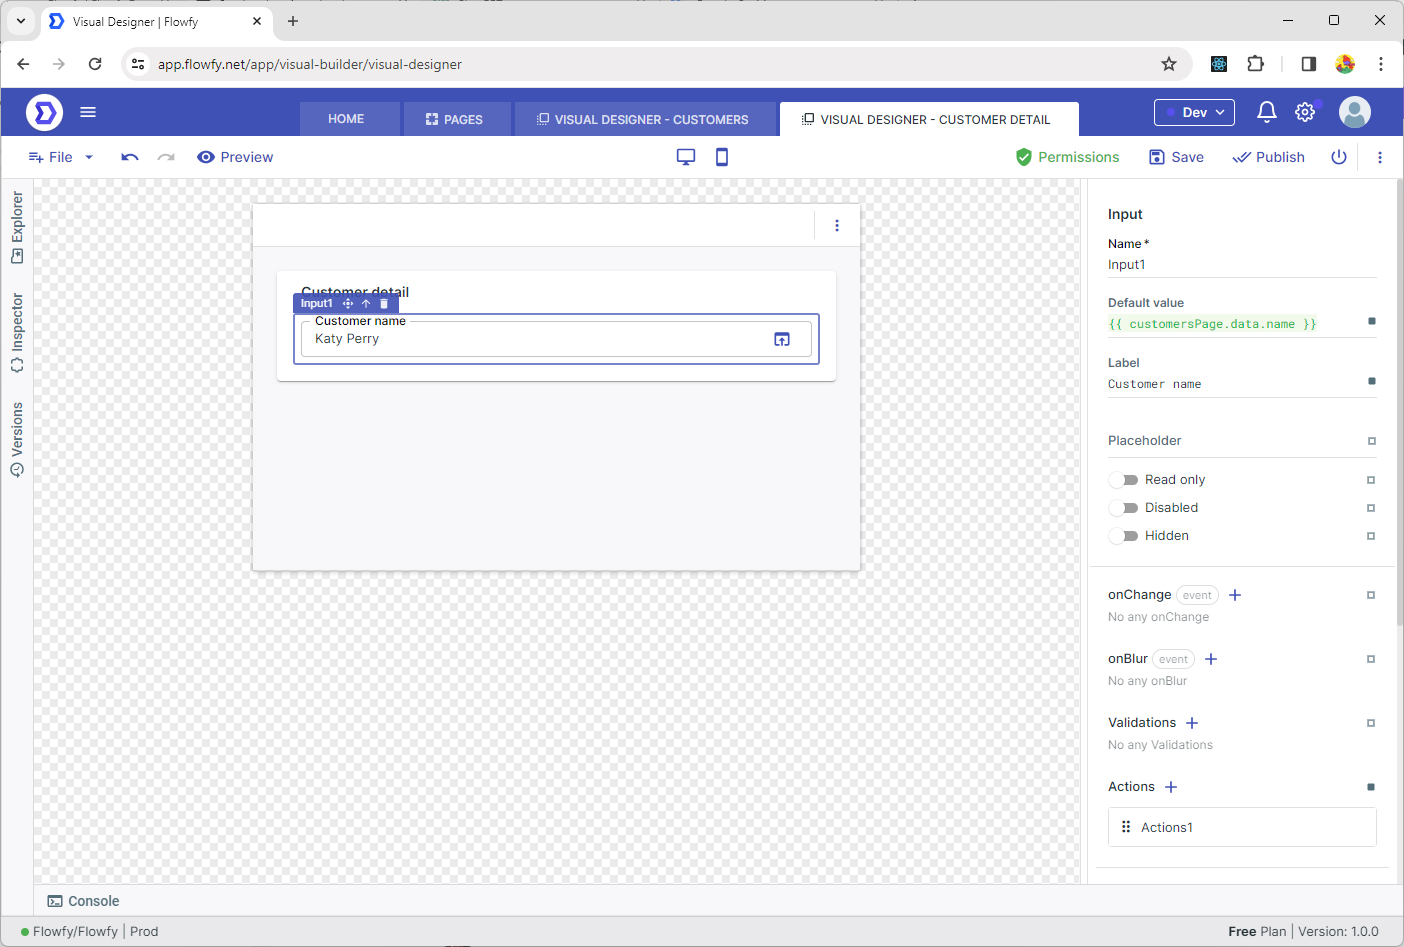 Visual Designer | Flowfy
app.flowfy.net/app/visual-builder/visual-designer
HOME
PAGES
VISUAL DESIGNER - CUSTOMERS
VISUAL DESIGNER - CUSTOMER DETAIL
Dev
File
Preview
Permissions
Save
Publish
Explorer
Inspector
Versions
Customer detail
Input1
Customer name
Katy Perry
Input
Name *
Input1
Default value
{{ customersPage.data.name }}
Label
Customer name
Placeholder
Read only
Disabled
Hidden
onChange event
No any onChange
onBlur event
No any onBlur
Validations
No any Validations
Actions
Actions1
Console
Flowfy/Flowfy | Prod
Free Plan | Version: 1.0.0